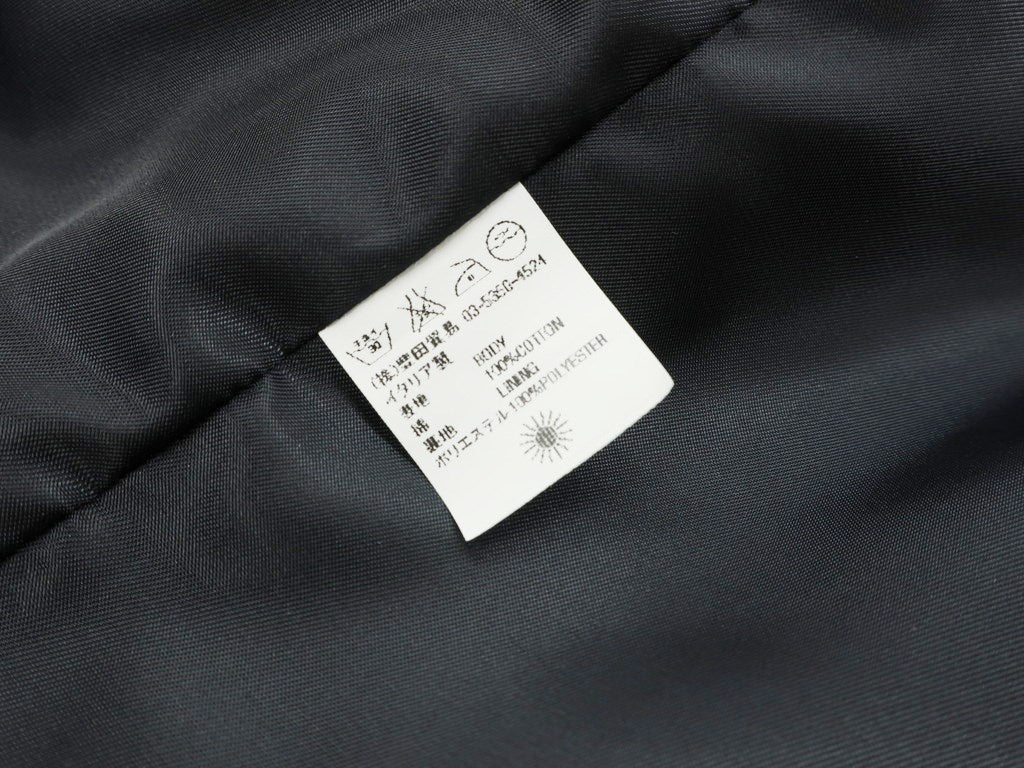 (株)豊田貿易 03-5350-4524
イタリア製
表地 BODY
綿 100%COTTON
裏地 LINING
ポリエステル 100%POLYESTER